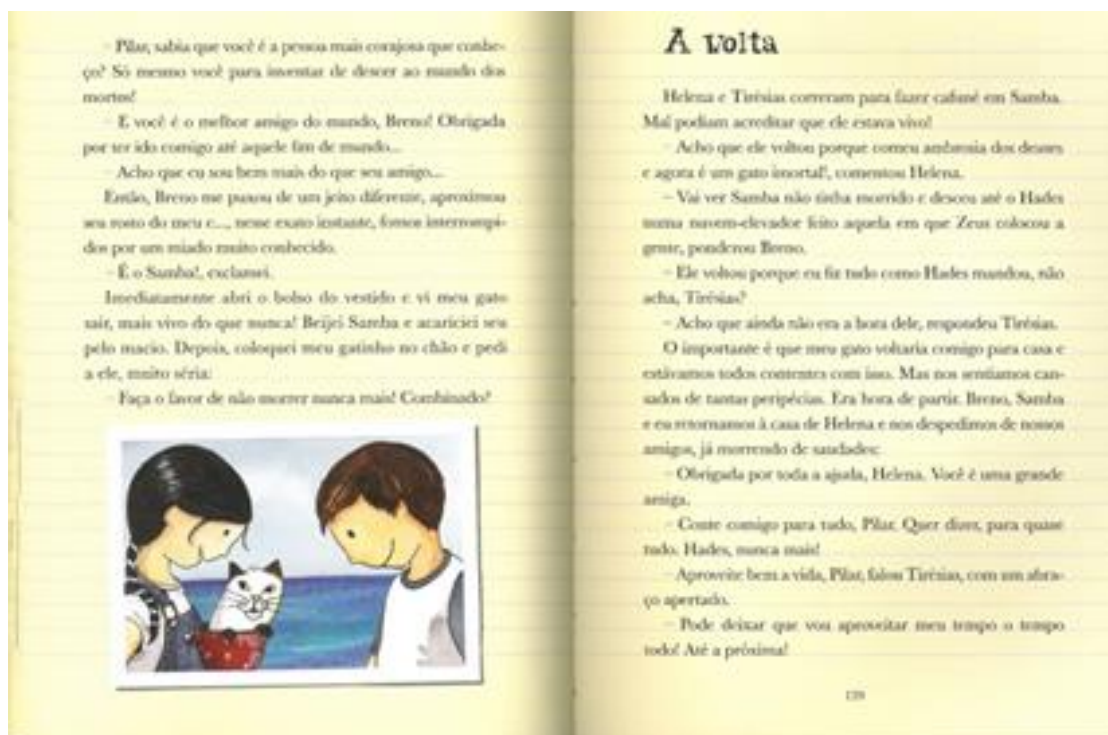 – Pilar, sabia que você é a pessoa mais corajosa que conhe-
ço? Só mesmo você para inventar de descer ao mundo dos
mortos!
– E você é o melhor amigo do mundo, Breno! Obrigada
por ter ido comigo até aquele fim de mundo...
– Acho que eu sou bem mais do que seu amigo...
Então, Breno me puxou de um jeito diferente, aproximou
seu rosto do meu e..., nesse exato instante, fomos interrompi-
dos por um miado muito conhecido.
– É o Samba!, exclamei.
Imediatamente abri o bolso do vestido e vi meu gato
sair, mais vivo do que nunca! Beijei Samba e acariciei seu
pelo macio. Depois, coloquei meu gatinho no chão e pedi
a ele, muito séria:
– Faça o favor de não morrer nunca mais! Combinado?
A volta
Helena e Tirésias correram para fazer cafuné em Samba.
Mal podiam acreditar que ele estava vivo!
– Acho que ele voltou porque comeu ambrosia dos deuses
e agora é um gato imortal!, comentou Helena.
– Vai ver Samba não tinha morrido e desceu até o Hades
numa nuvem-elevador feito aquela em que Zeus colocou a
gente, ponderou Breno.
– Ele voltou porque eu fiz tudo como Hades mandou, não
acha, Tirésias?
– Acho que ainda não era a hora dele, respondeu Tirésias.
O importante é que meu gato voltaria comigo para casa e
estávamos todos contentes com isso. Mas nos sentíamos can-
sados de tantas peripécias. Era hora de partir. Breno, Samba
e eu retornamos à casa de Helena e nos despedimos de nossos
amigos, já morrendo de saudades:
– Obrigada por toda a ajuda, Helena. Você é uma grande
amiga.
– Conte comigo para tudo, Pilar. Quer dizer, para quase
tudo. Hades, nunca mais!
– Aproveite bem a vida, Pilar, falou Tirésias, com um abra-
ço apertado.
– Pode deixar que vou aproveitar meu tempo o tempo
todo! Até a próxima!